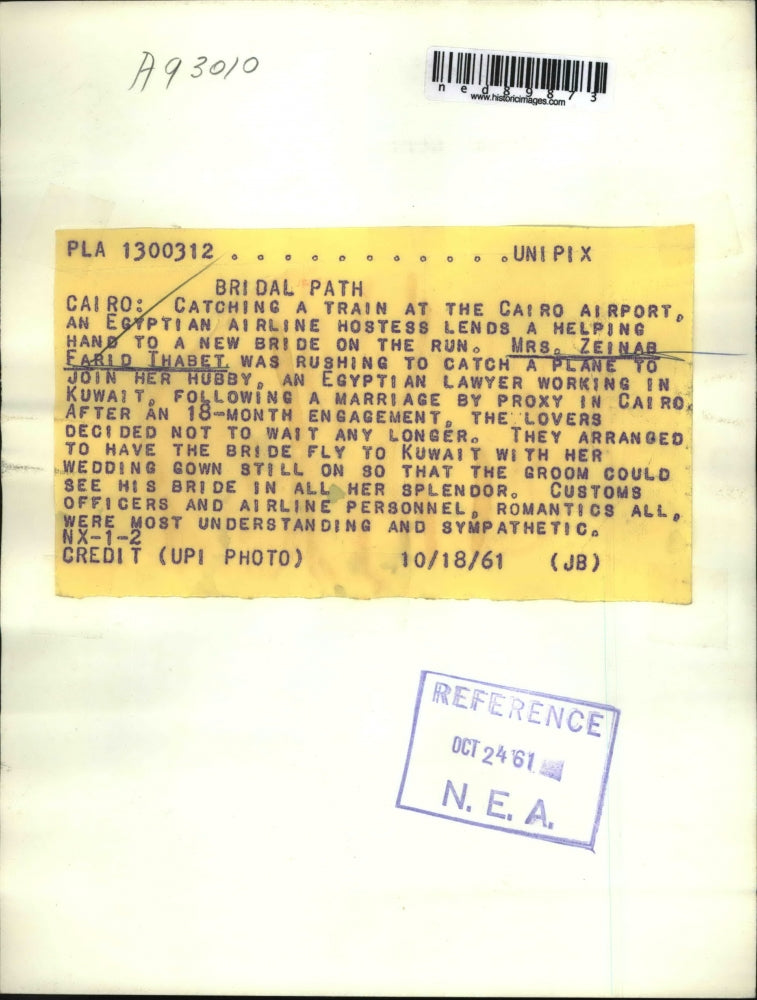 A93010
ned89873
www.historicimages.com
PLA 1300312 . . . . . . . . . . . .UNIPIX
BRIDAL PATH
CAIRO: CATCHING A TRAIN AT THE CAIRO AIRPORT,
AN EGYPTIAN AIRLINE HOSTESS LENDS A HELPING
HAND TO A NEW BRIDE ON THE RUN. MRS. ZEINAB
FARID THABET WAS RUSHING TO CATCH A PLANE TO
JOIN HER HUBBY, AN EGYPTIAN LAWYER WORKING IN
KUWAIT, FOLLOWING A MARRIAGE BY PROXY IN CAIRO.
AFTER AN 18-MONTH ENGAGEMENT, THE LOVERS
DECIDED NOT TO WAIT ANY LONGER. THEY ARRANGED
TO HAVE THE BRIDE FLY TO KUWAIT WITH HER
WEDDING GOWN STILL ON SO THAT THE GROOM COULD
SEE HIS BRIDE IN ALL HER SPLENDOR. CUSTOMS
OFFICERS AND AIRLINE PERSONNEL, ROMANTICS ALL,
WERE MOST UNDERSTANDING AND SYMPATHETIC.
NX-1-2
CREDIT (UPI PHOTO) 10/18/61 (JB)
REFERENCE
OCT 24 '61
N. E. A.